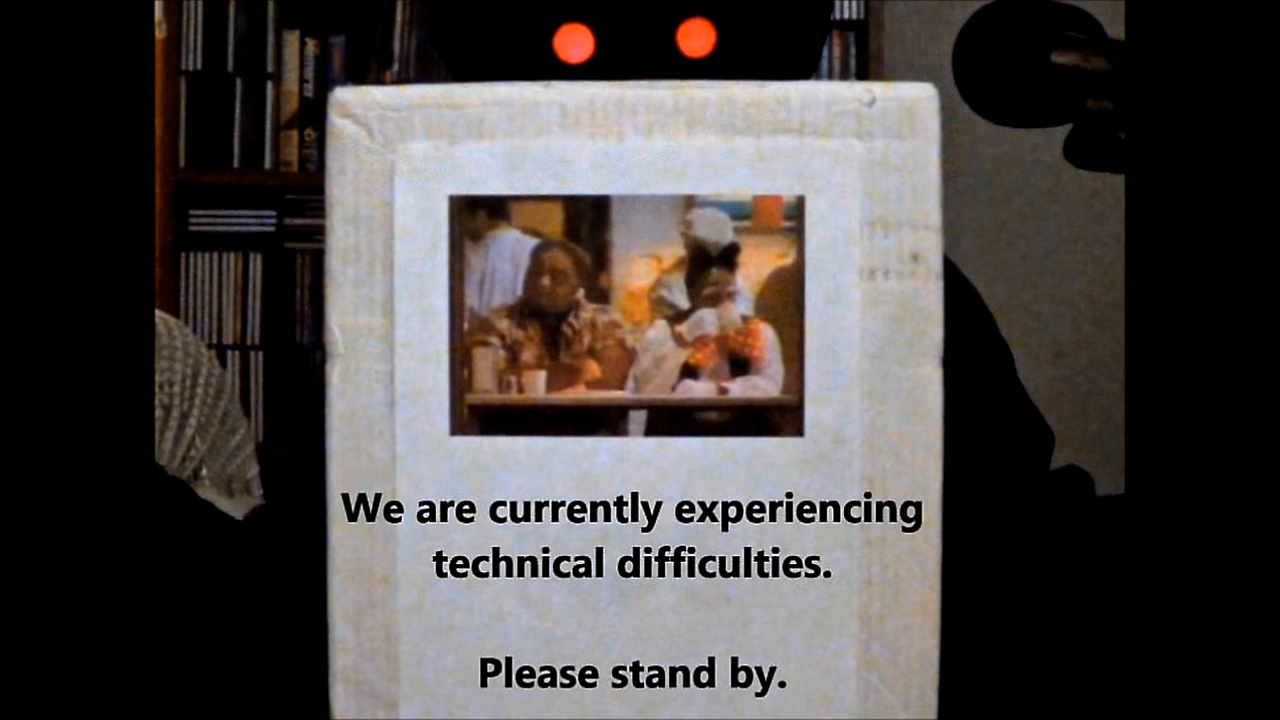 We are currently experiencing
technical difficulties.
Please stand by.